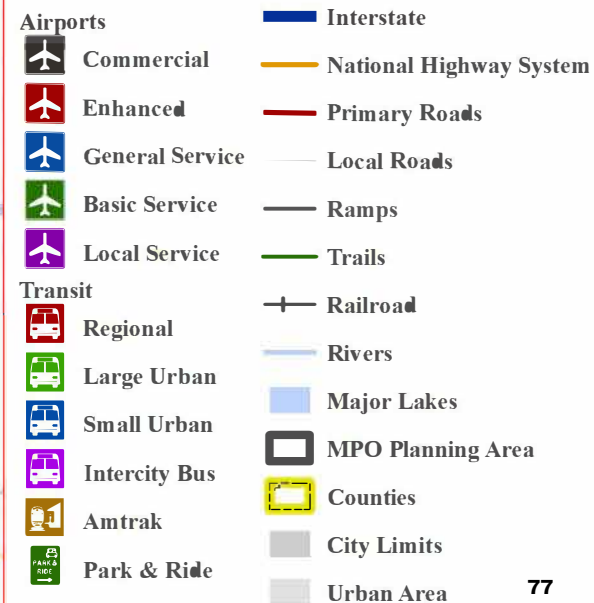 Airports
Commercial
Enhanced
General Service
Basic Service
Local Service
Transit
Regional
Large Urban
Small Urban
Intercity Bus
Amtrak
PARK &
RIDE
Park & Ride
Interstate
National Highway System
Primary Roads
Local Roads
Ramps
Trails
Railroad
Rivers
Major Lakes
MPO Planning Area
Counties
City Limits
Urban Area
77